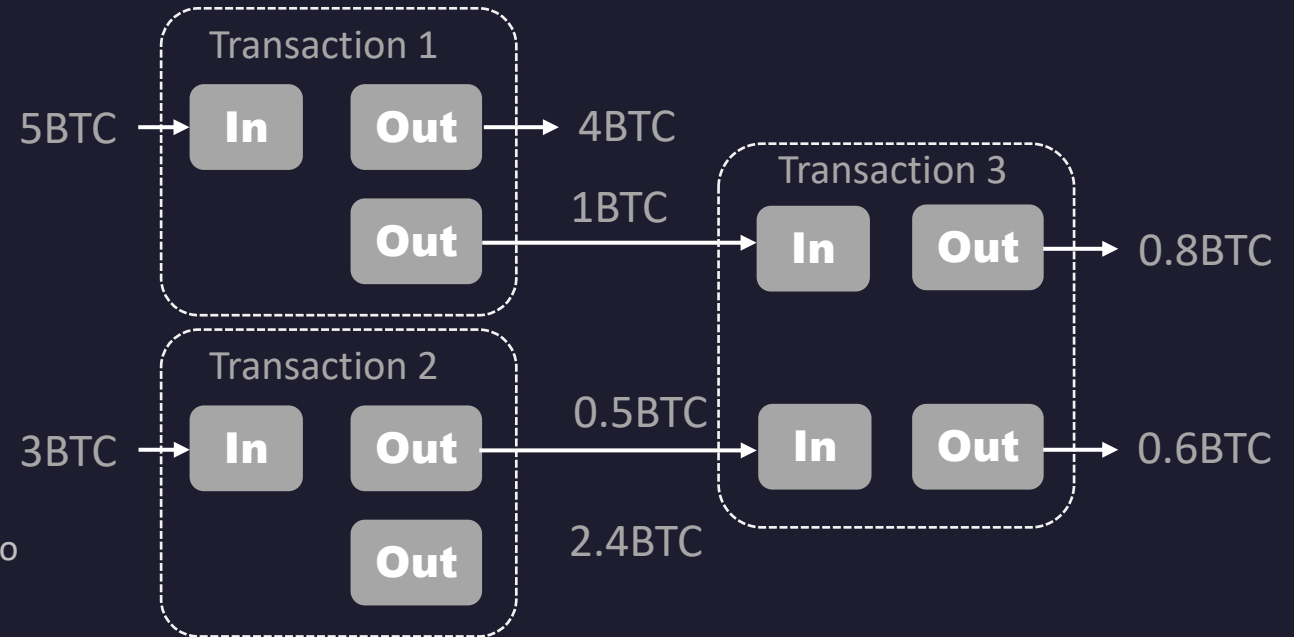 Transaction 1
5BTC In Out 4BTC
Out 1BTC
Transaction 3
In Out 0.8BTC
Transaction 2
3BTC In Out 0.5BTC
In Out 0.6BTC
Out 2.4BTC
o